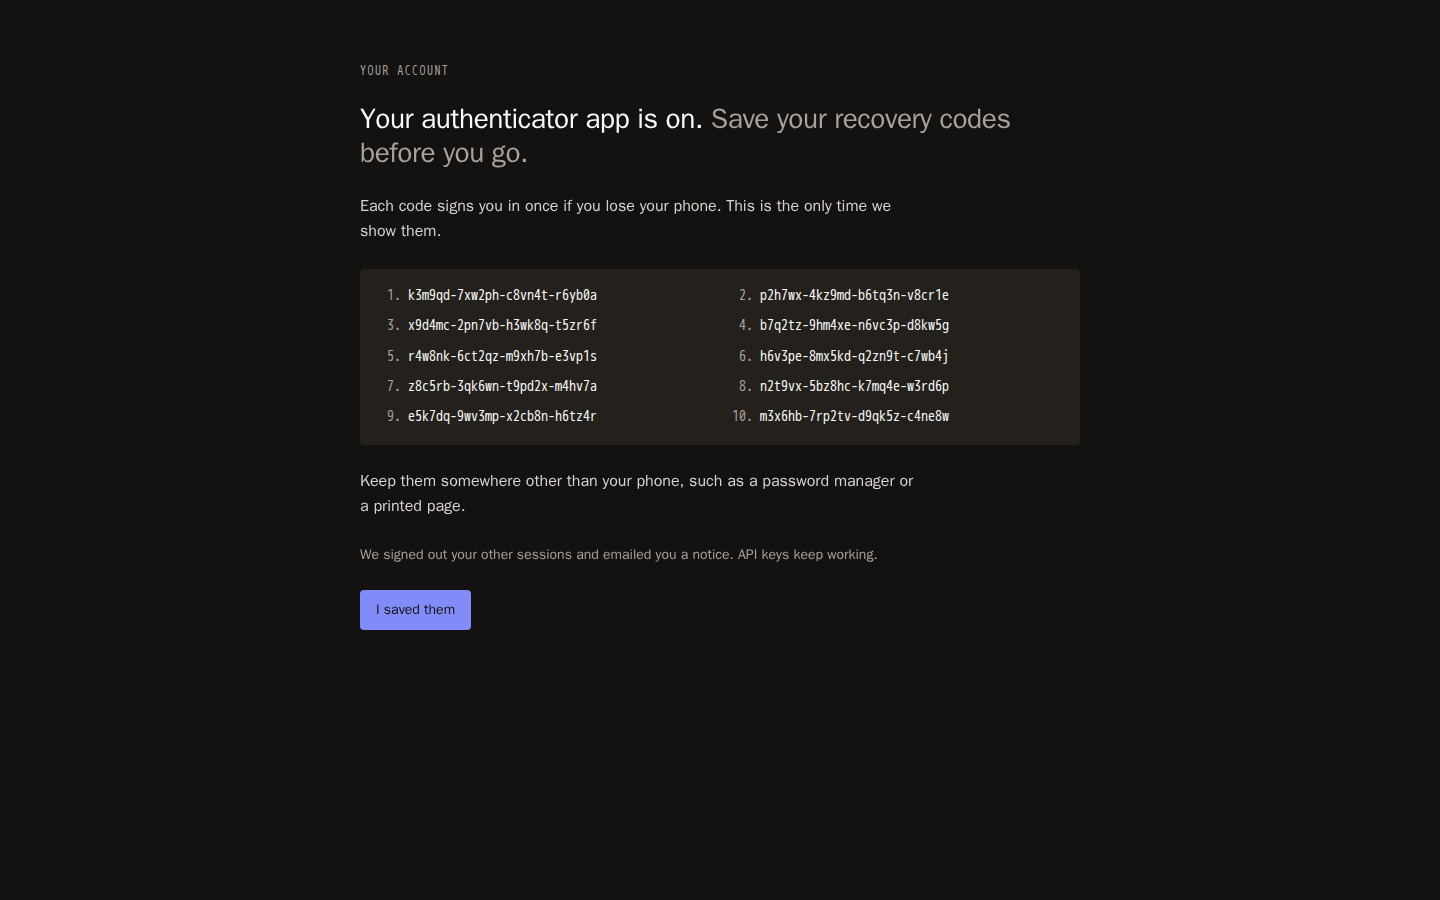 YOUR ACCOUNT
Your authenticator app is on. Save your recovery codes
before you go.
Each code signs you in once if you lose your phone. This is the only time we
show them.
1. k3m9qd-7xw2ph-c8vn4t-r6yb0a
2. p2h7wx-4kz9md-b6tq3n-v8cr1e
3. x9d4mc-2pn7vb-h3wk8q-t5zr6f
4. b7q2tz-9hm4xe-n6vc3p-d8kw5g
5. r4w8nk-6ct2qz-m9xh7b-e3vp1s
6. h6v3pe-8mx5kd-q2zn9t-c7wb4j
7. z8c5rb-3qk6wn-t9pd2x-m4hv7a
8. n2t9vx-5bz8hc-k7mq4e-w3rd6p
9. e5k7dq-9wv3mp-x2cb8n-h6tz4r
10. m3x6hb-7rp2tv-d9qk5z-c4ne8w
Keep them somewhere other than your phone, such as a password manager or
a printed page.
We signed out your other sessions and emailed you a notice. API keys keep working.
I saved them